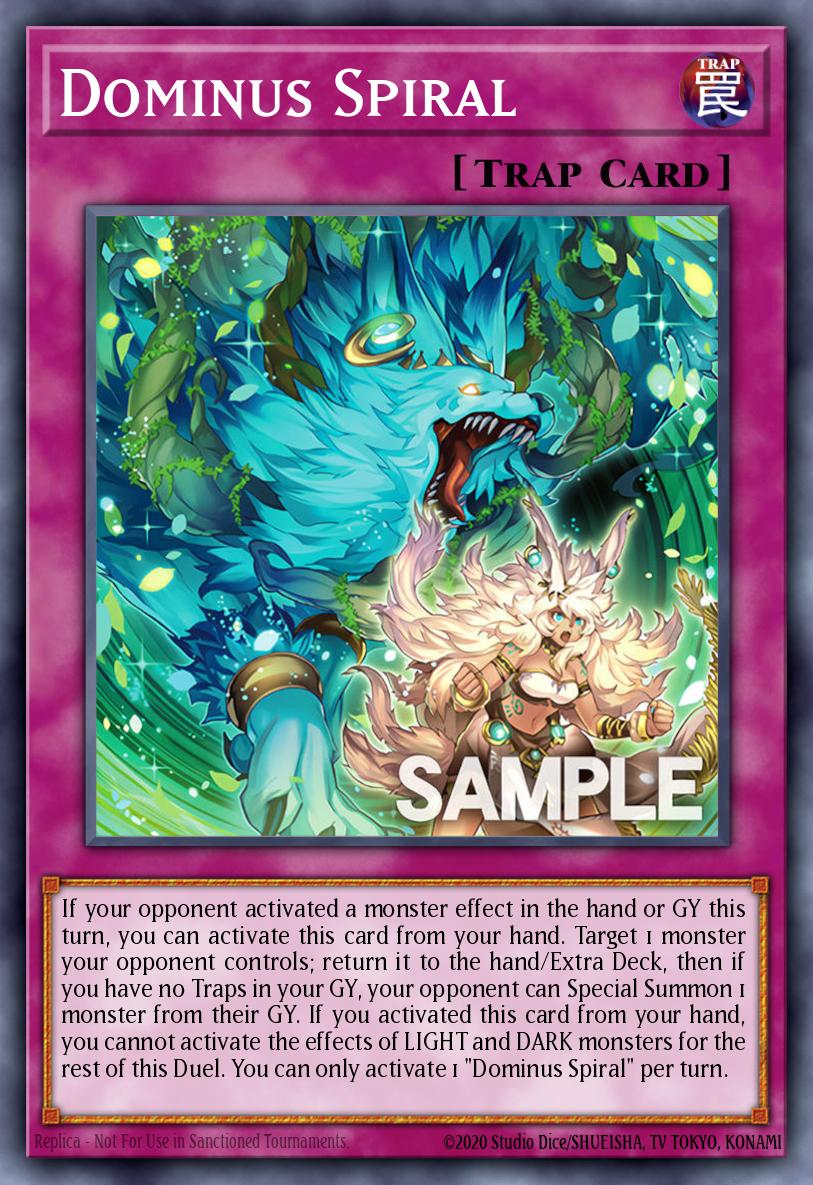 Dominus Spiral
TRAP
罠
[Trap Card]
SAMPLE
If your opponent activated a monster effect in the hand or GY this
turn, you can activate this card from your hand. Target 1 monster
your opponent controls; return it to the hand/Extra Deck, then if
you have no Traps in your GY, your opponent can Special Summon 1
monster from their GY. If you activated this card from your hand,
you cannot activate the effects of LIGHT and DARK monsters for the
rest of this Duel. You can only activate 1 "Dominus Spiral" per turn.
Replica - Not For Use in Sanctioned Tournaments.
©2020 Studio Dice/SHUEISHA, TV TOKYO, KONAMI